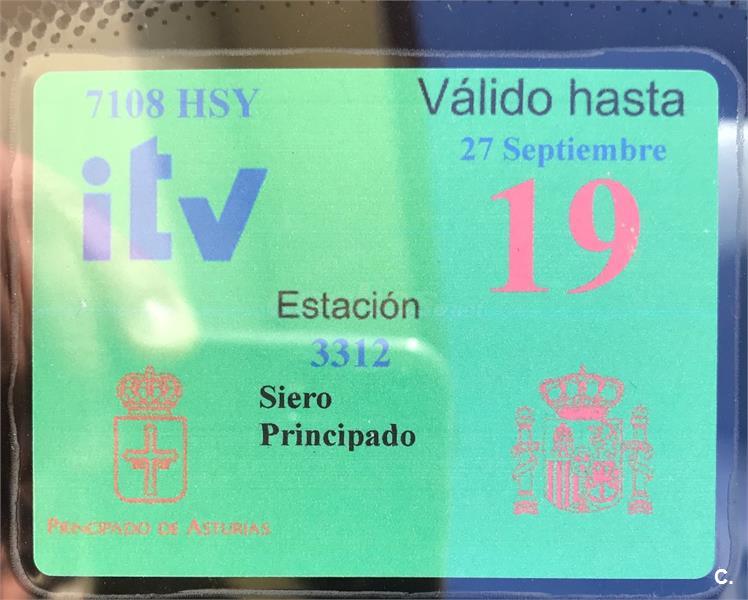 7108 HSY
itv
Válido hasta
27 Septiembre
19
Estación
3312
Siero
Principado
PRINCIPADO DE ASTURIAS
C.